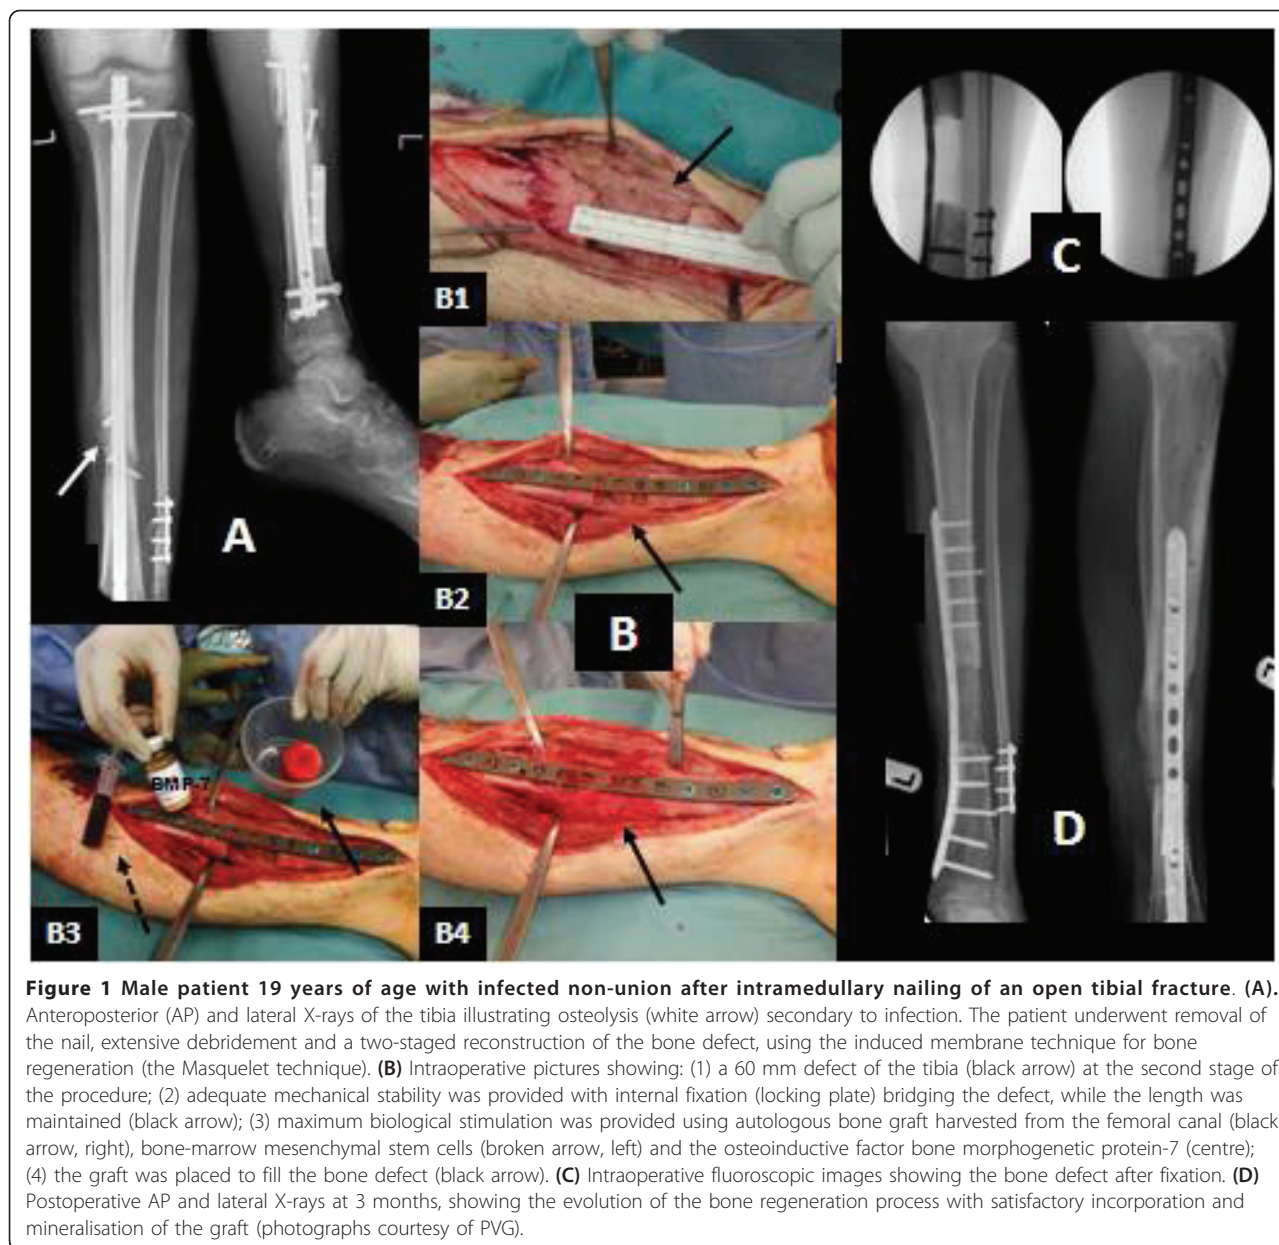 A
B1
C
B2
B
BMP-7
B3
B4
L
D
Figure 1 Male patient 19 years of age with infected non-union after intramedullary nailing of an open tibial fracture. (A).
Anteroposterior (AP) and lateral X-rays of the tibia illustrating osteolysis (white arrow) secondary to infection. The patient underwent removal of
the nail, extensive debridement and a two-staged reconstruction of the bone defect, using the induced membrane technique for bone
regeneration (the Masquelet technique). (B) Intraoperative pictures showing: (1) a 60 mm defect of the tibia (black arrow) at the second stage of
the procedure; (2) adequate mechanical stability was provided with internal fixation (locking plate) bridging the defect, while the length was
maintained (black arrow); (3) maximum biological stimulation was provided using autologous bone graft harvested from the femoral canal (black
arrow, right), bone-marrow mesenchymal stem cells (broken arrow, left) and the osteoinductive factor bone morphogenetic protein-7 (centre);
(4) the graft was placed to fill the bone defect (black arrow). (C) Intraoperative fluoroscopic images showing the bone defect after fixation. (D)
Postoperative AP and lateral X-rays at 3 months, showing the evolution of the bone regeneration process with satisfactory incorporation and
mineralisation of the graft (photographs courtesy of PVG).